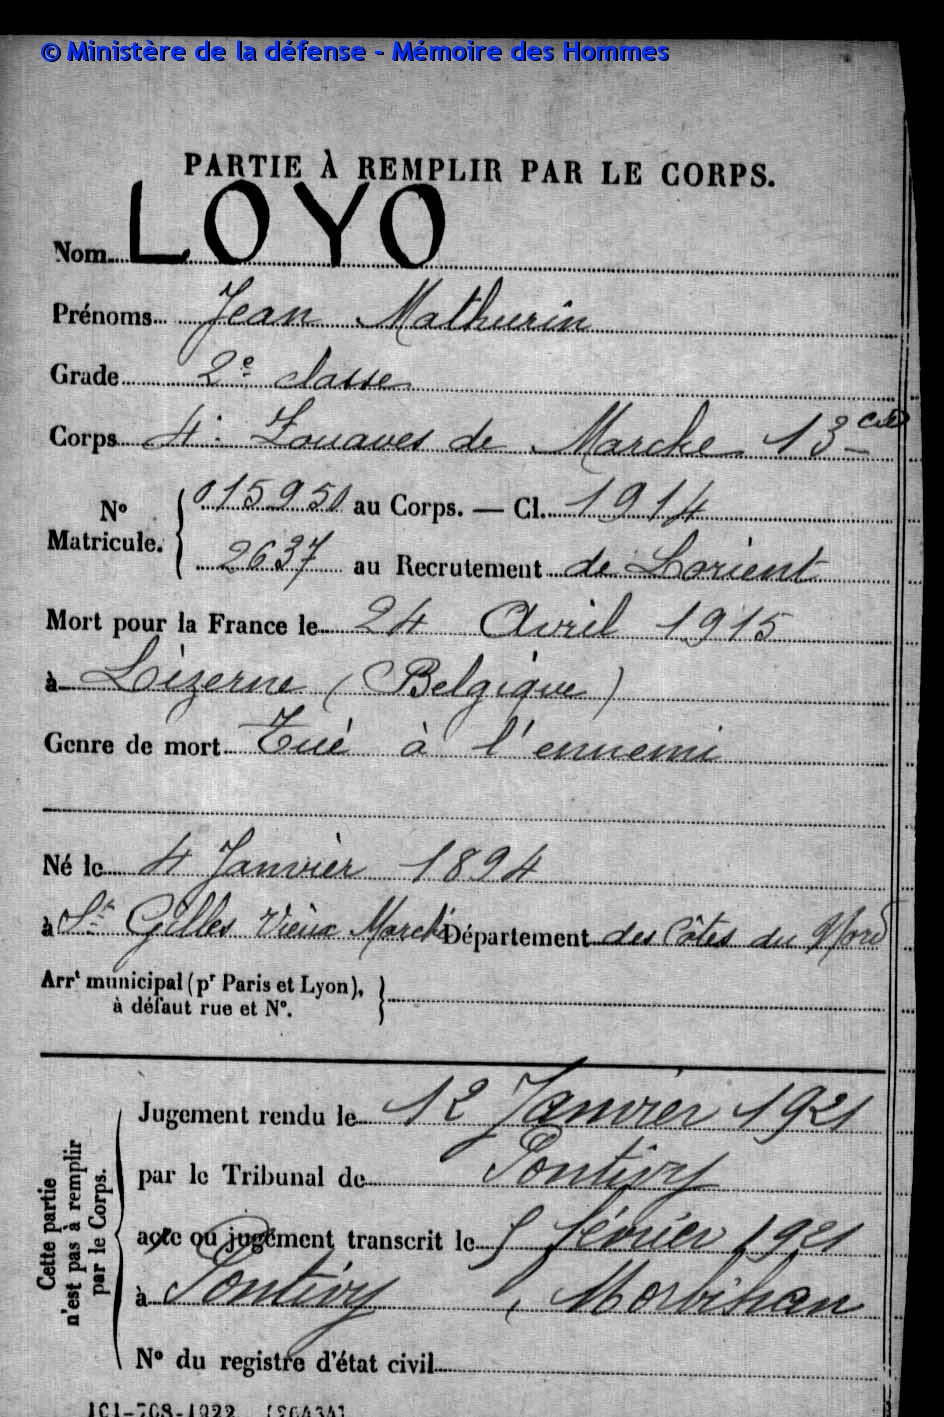 © Ministère de la défense - Mémoire des Hommes
PARTIE À REMPLIR PAR LE CORPS.
Nom LOYO
Prénoms Jean Mathurin
Grade 2e classe
Corps 4e Zouaves de Marche 13e Cie
No Matricule. { 015950 au Corps. — Cl. 1914
2637 au Recrutement de Lorient
Mort pour la France le 24 Avril 1915
à Lizerne (Belgique)
Genre de mort Tué à l'ennemi
Né le 4 Janvier 1894
à St Gilles Vieux Marché Département des Côtes du Nord
Arrt municipal (pr Paris et Lyon),
à défaut rue et No.
Cette partie n'est pas à remplir par le Corps.
Jugement rendu le 12 Janvier 1921
par le Tribunal de Pontivy
acte ou jugement transcrit le 5 février 1921
à Pontivy, Morbihan
No du registre d'état civil
101-708-1922. [26434]